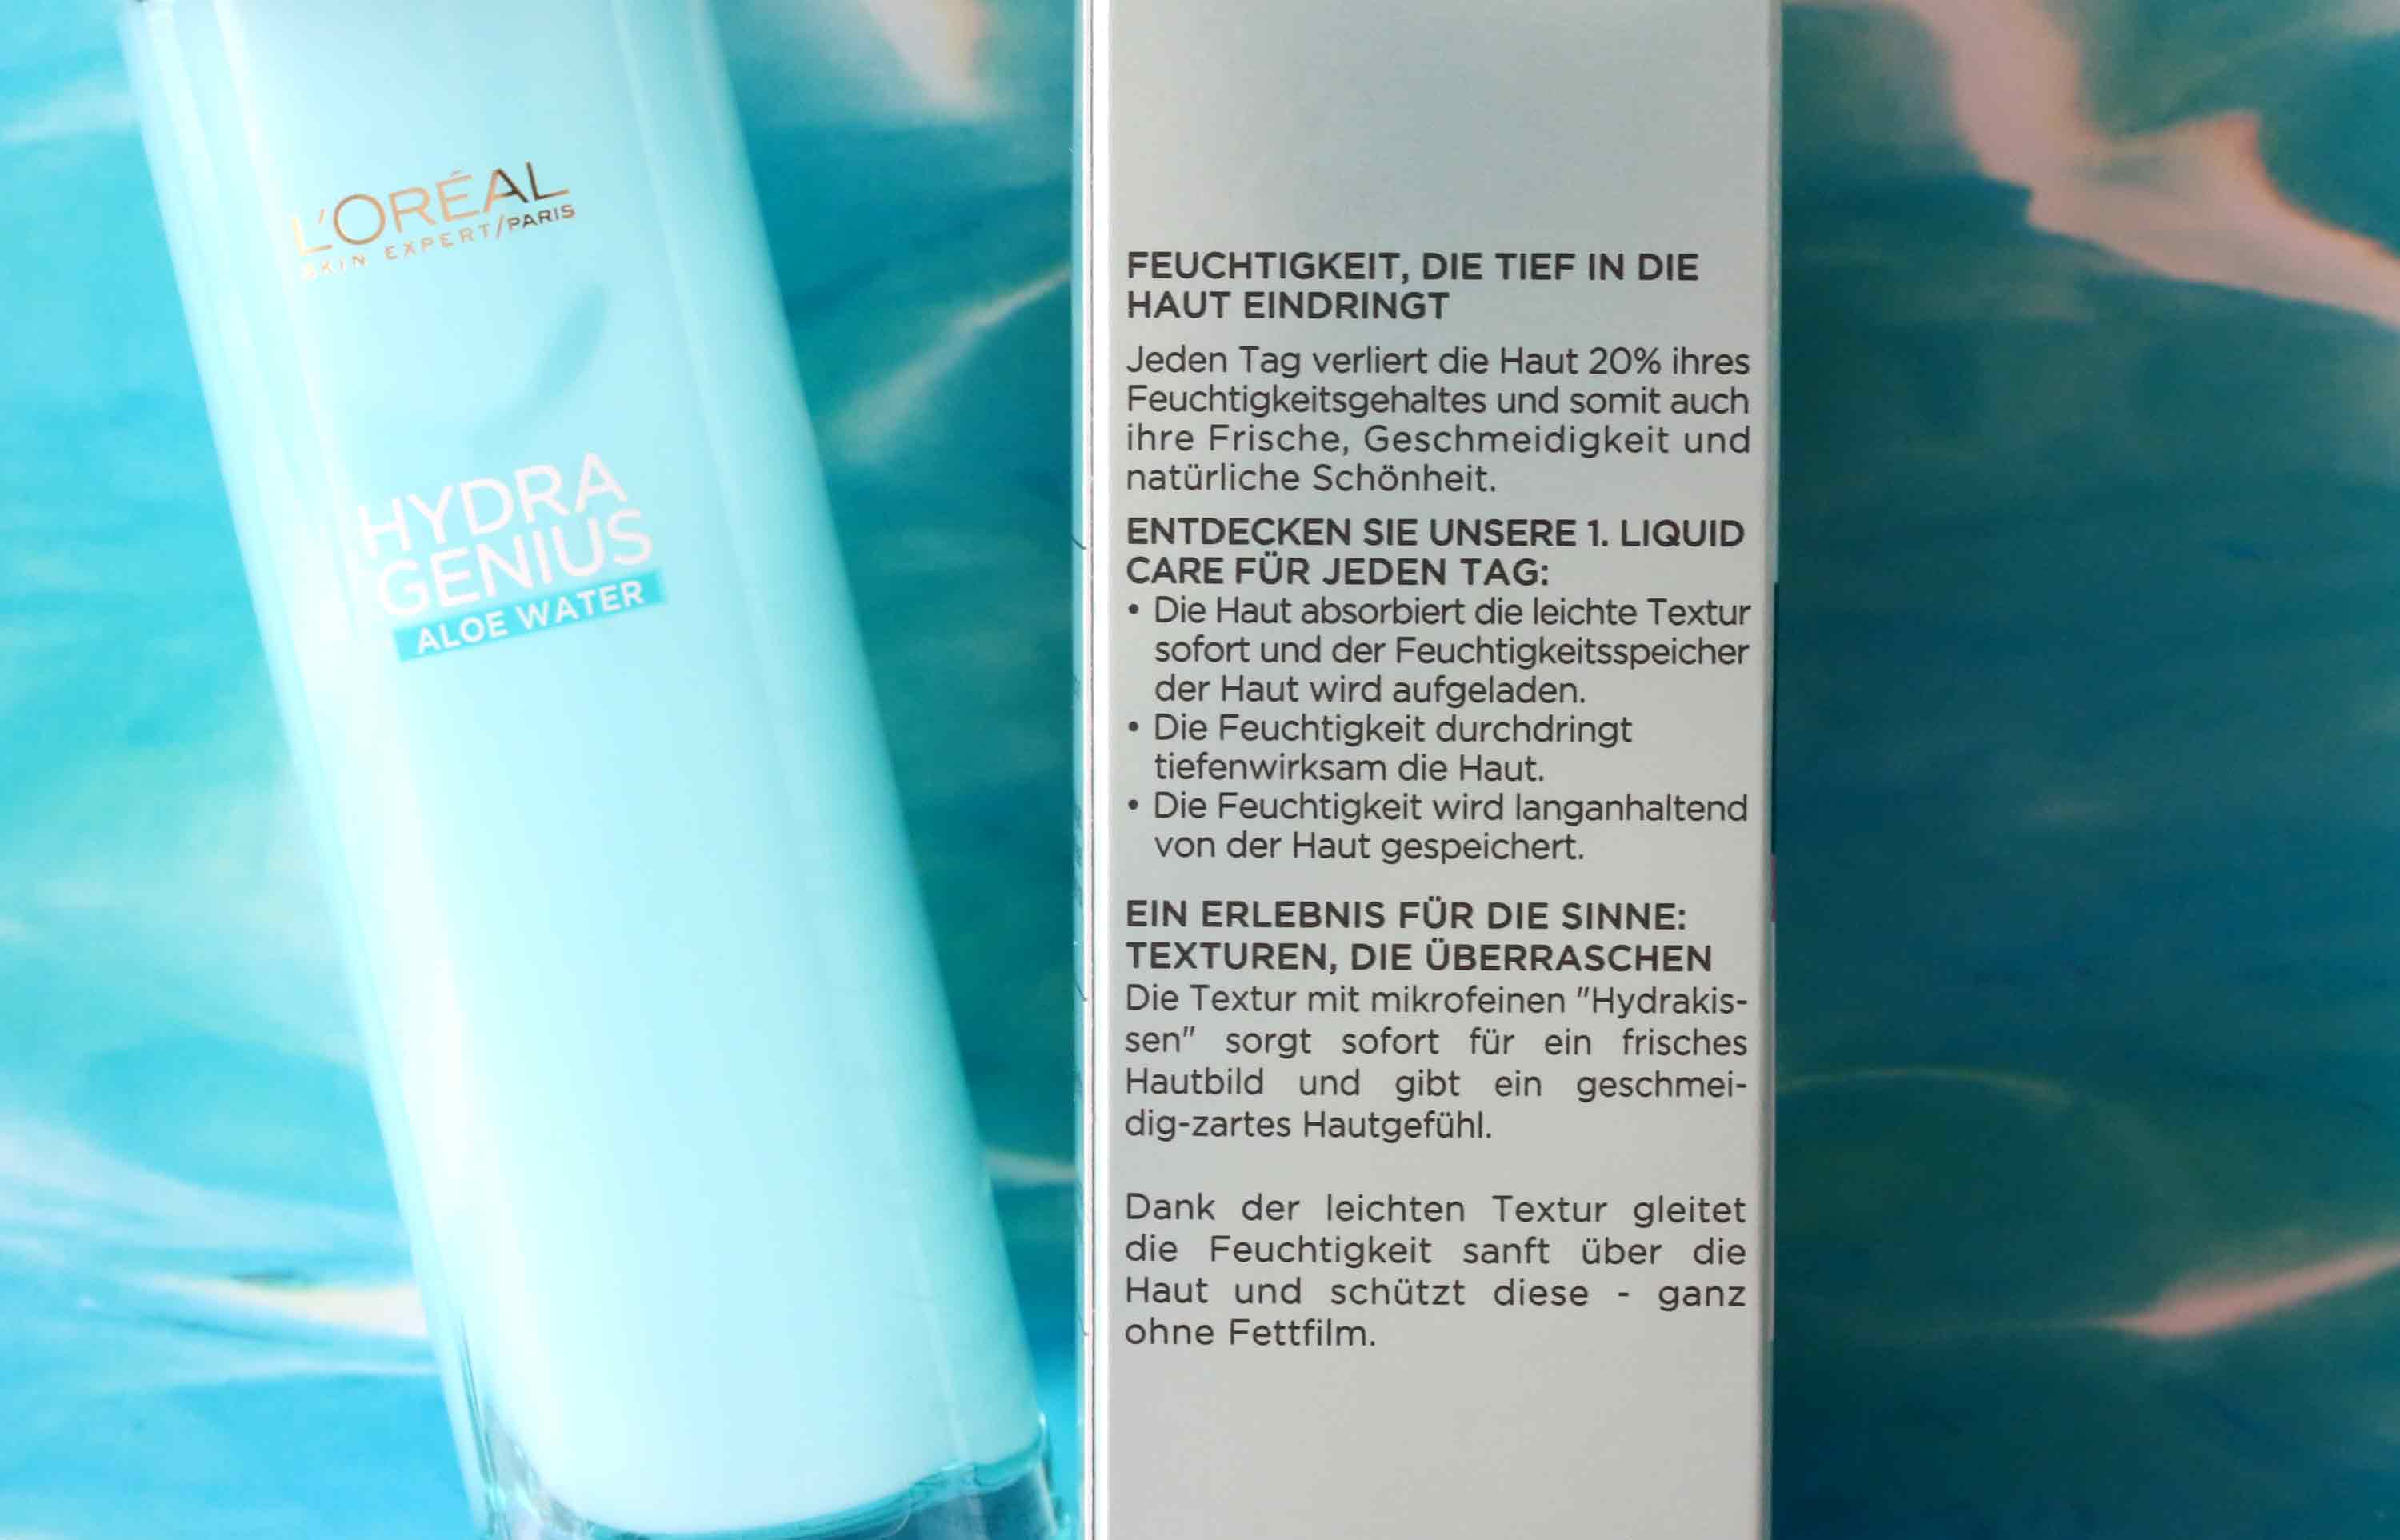 L'ORÉAL
SKIN EXPERT/PARIS
HYDRA
GENIUS
ALOE WATER
FEUCHTIGKEIT, DIE TIEF IN DIE
HAUT EINDRINGT
Jeden Tag verliert die Haut 20% ihres
Feuchtigkeitsgehaltes und somit auch
ihre Frische, Geschmeidigkeit und
natürliche Schönheit.
ENTDECKEN SIE UNSERE 1. LIQUID
CARE FÜR JEDEN TAG:
• Die Haut absorbiert die leichte Textur
sofort und der Feuchtigkeitsspeicher
der Haut wird aufgeladen.
• Die Feuchtigkeit durchdringt
tiefenwirksam die Haut.
• Die Feuchtigkeit wird langanhaltend
von der Haut gespeichert.
EIN ERLEBNIS FÜR DIE SINNE:
TEXTUREN, DIE ÜBERRASCHEN
Die Textur mit mikrofeinen "Hydrakis-
sen" sorgt sofort für ein frisches
Hautbild und gibt ein geschmei-
dig-zartes Hautgefühl.
Dank der leichten Textur gleitet
die Feuchtigkeit sanft über die
Haut und schützt diese - ganz
ohne Fettfilm.